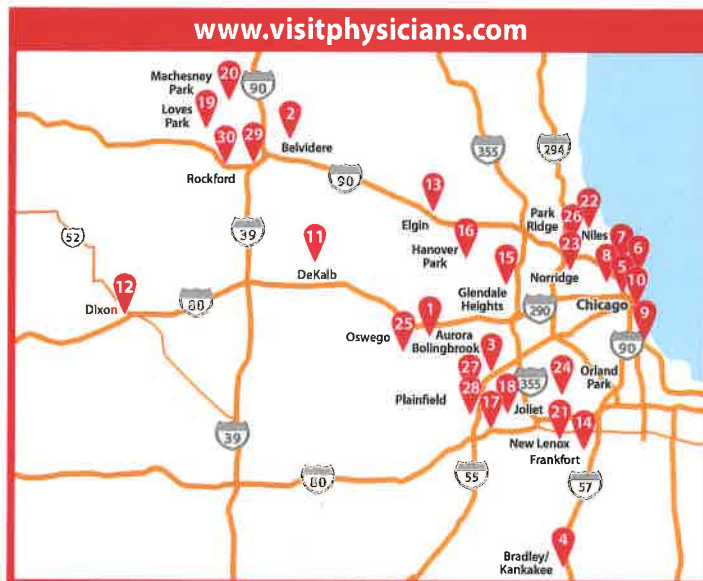 www.visitphysicians.com
Machesney
Park
20
90
19
Loves
Park
2
Belvidere
30
29
Rockford
90
355
294
13
Elgin
Park
Ridge
22
26
Niles
16
Hanover
Park
23
Norridge
7
6
8
5
10
52
39
11
DeKalb
15
Glendale
Heights
290
Chicago
12
Dixon
88
1
Aurora
25
Oswego
9
90
Bolingbrook
3
27
28
Plainfield
18
17
355
24
Orland
Park
Joliet
21
14
New Lenox
Frankfort
39
80
55
57
4
Bradley/
Kankakee